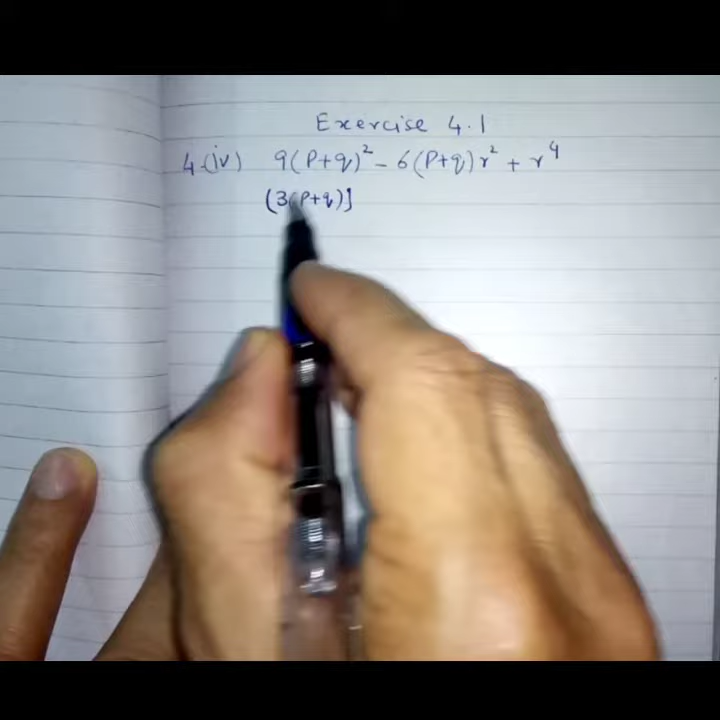 Exercise 4.1
4.(iv) 9(P+q)² - 6(P+q)r² + r⁴
(3(P+q)]